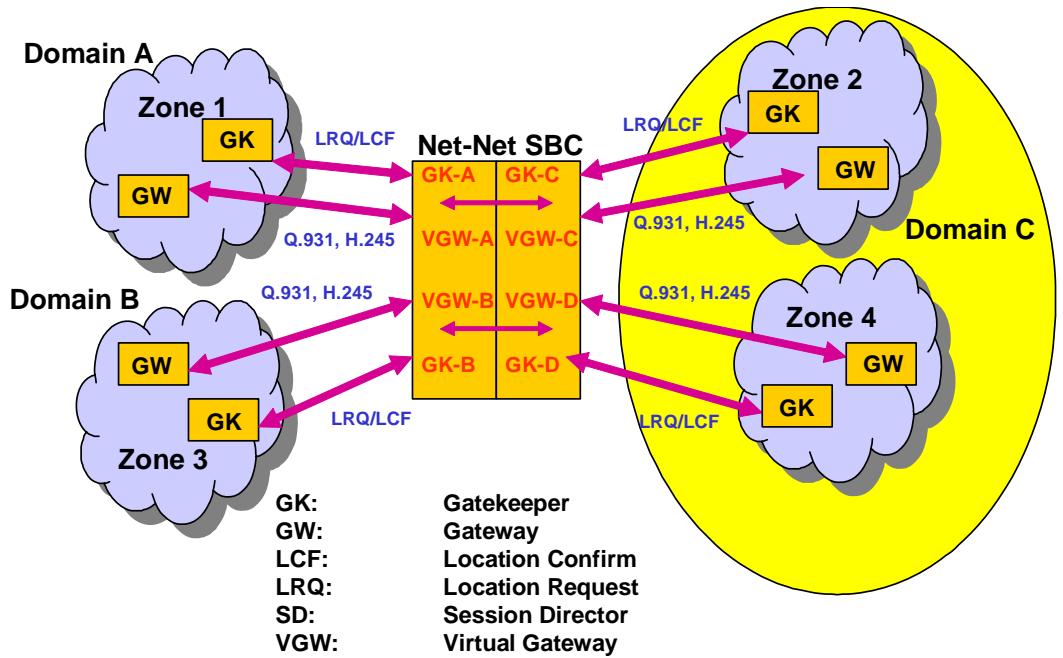 Domain A
Zone 1
GK
GW
LRQ/LCF
Q.931, H.245
Net-Net SBC
GK-A GK-C
VGW-A VGW-C
VGW-B VGW-D
GK-B GK-D
LRQ/LCF
Q.931, H.245
Zone 2
GK
GW
Domain C
Domain B
Q.931, H.245
GW
GK
Zone 3
LRQ/LCF
Q.931, H.245
Zone 4
GW
GK
LRQ/LCF
GK: Gatekeeper
GW: Gateway
LCF: Location Confirm
LRQ: Location Request
SD: Session Director
VGW: Virtual Gateway